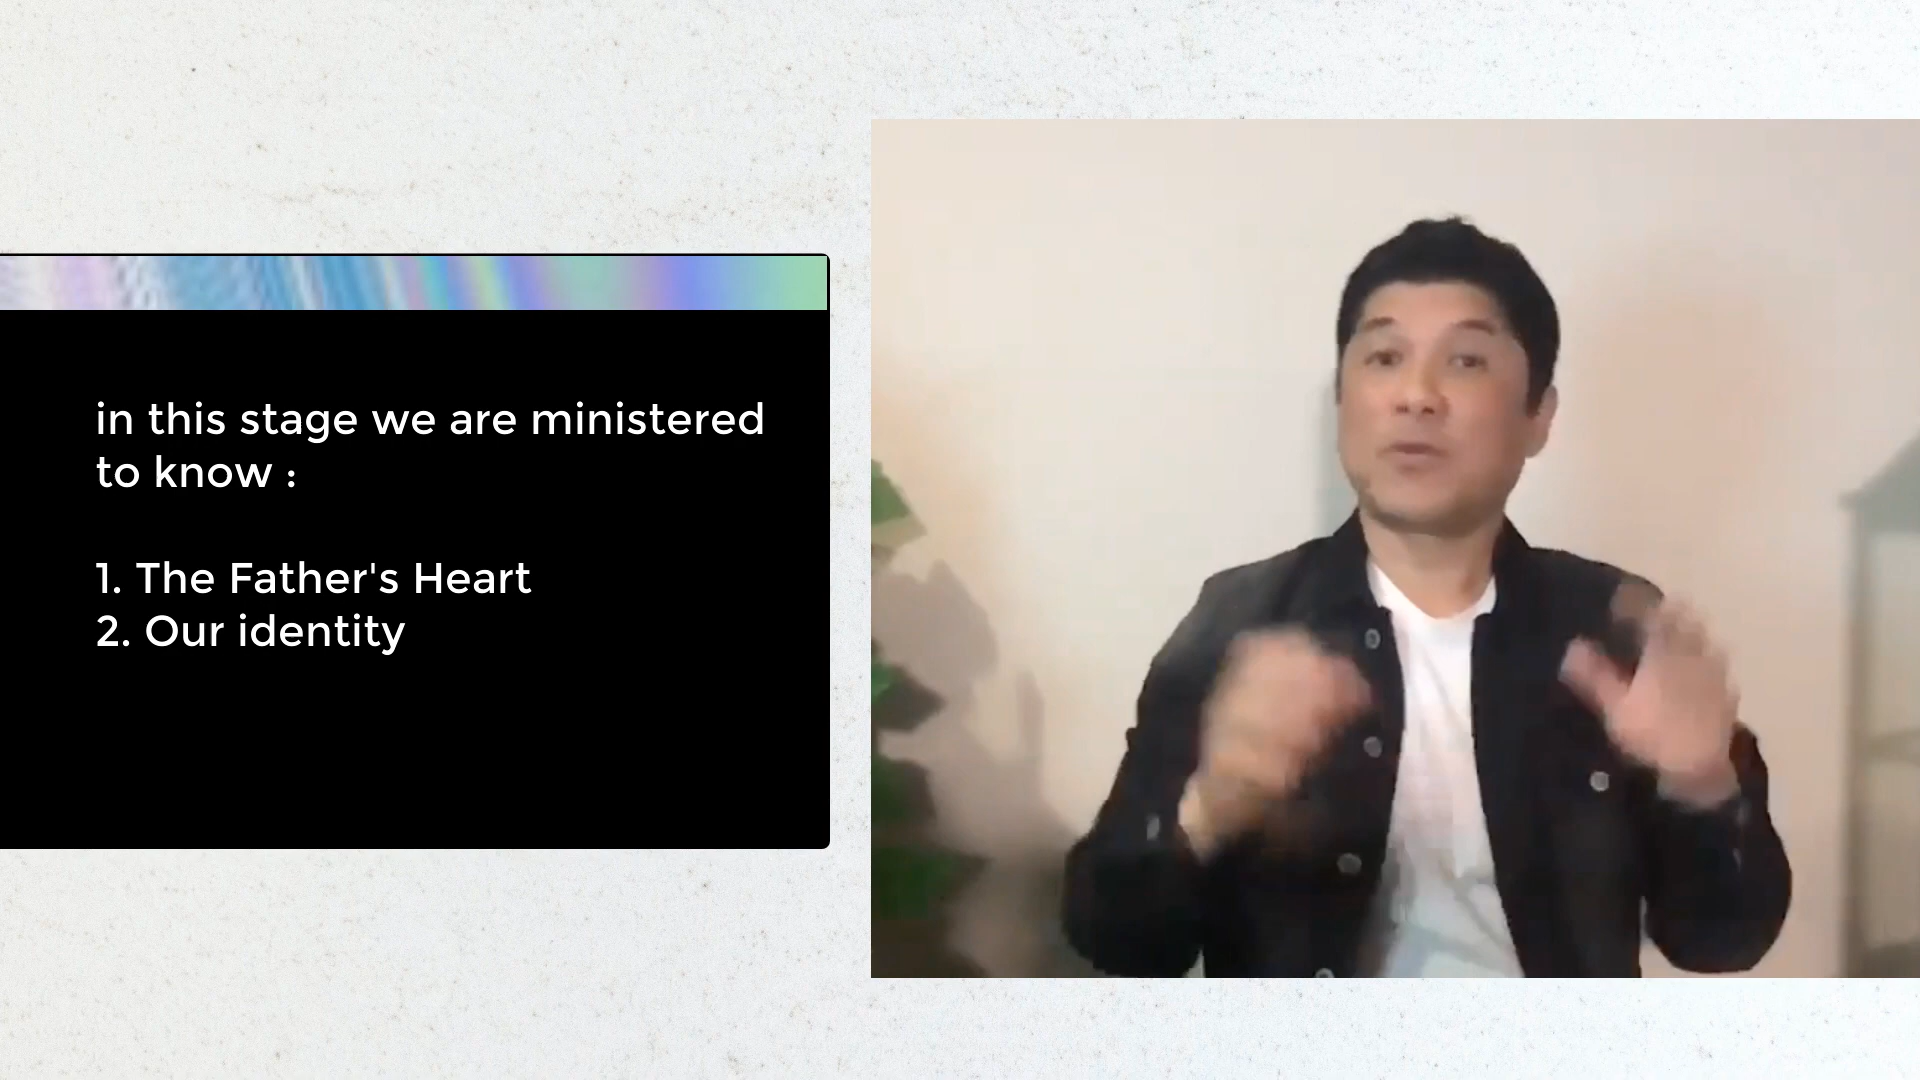 in this stage we are ministered
to know :
1. The Father's Heart
2. Our identity